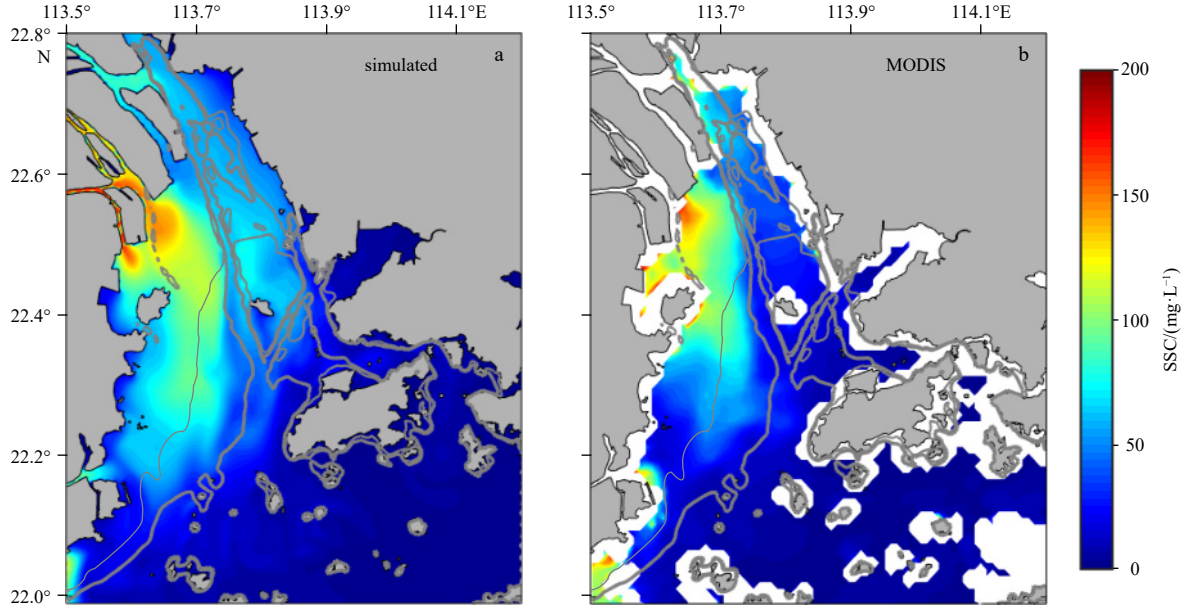 113.5 113.7 113.9 114.1°E 113.5 113.7 113.9 114.1°E
22.8°
N
a
simulated
b
MODIS
22.6°
22.4°
22.2°
22.0°
200
150
100
50
0
SSC/(mg·L⁻¹)